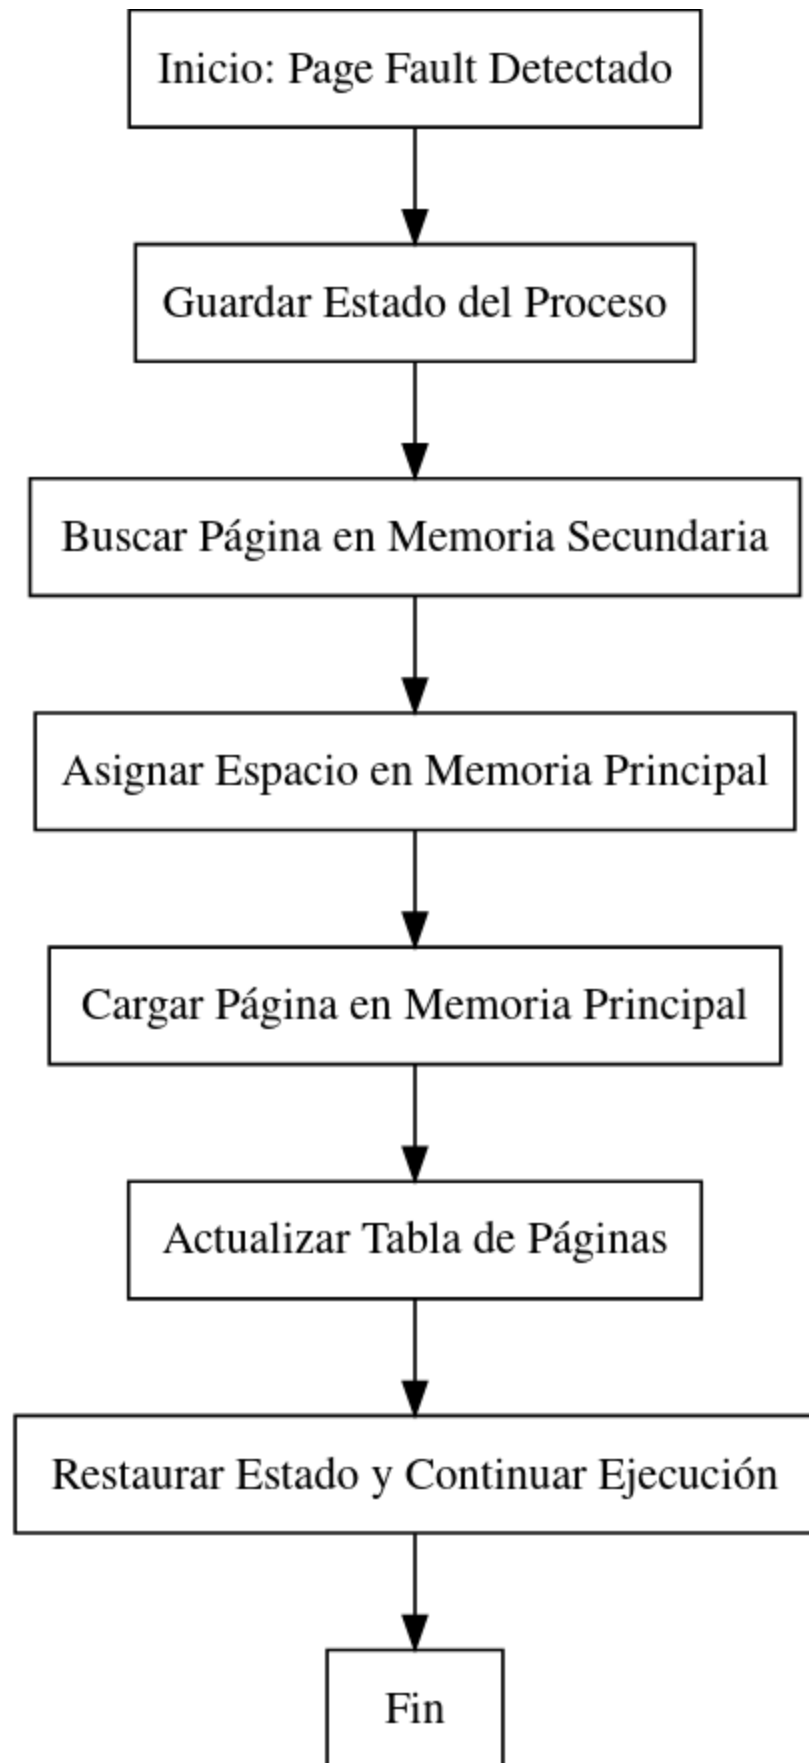 Inicio: Page Fault Detectado
Guardar Estado del Proceso
Buscar Página en Memoria Secundaria
Asignar Espacio en Memoria Principal
Cargar Página en Memoria Principal
Actualizar Tabla de Páginas
Restaurar Estado y Continuar Ejecución
Fin